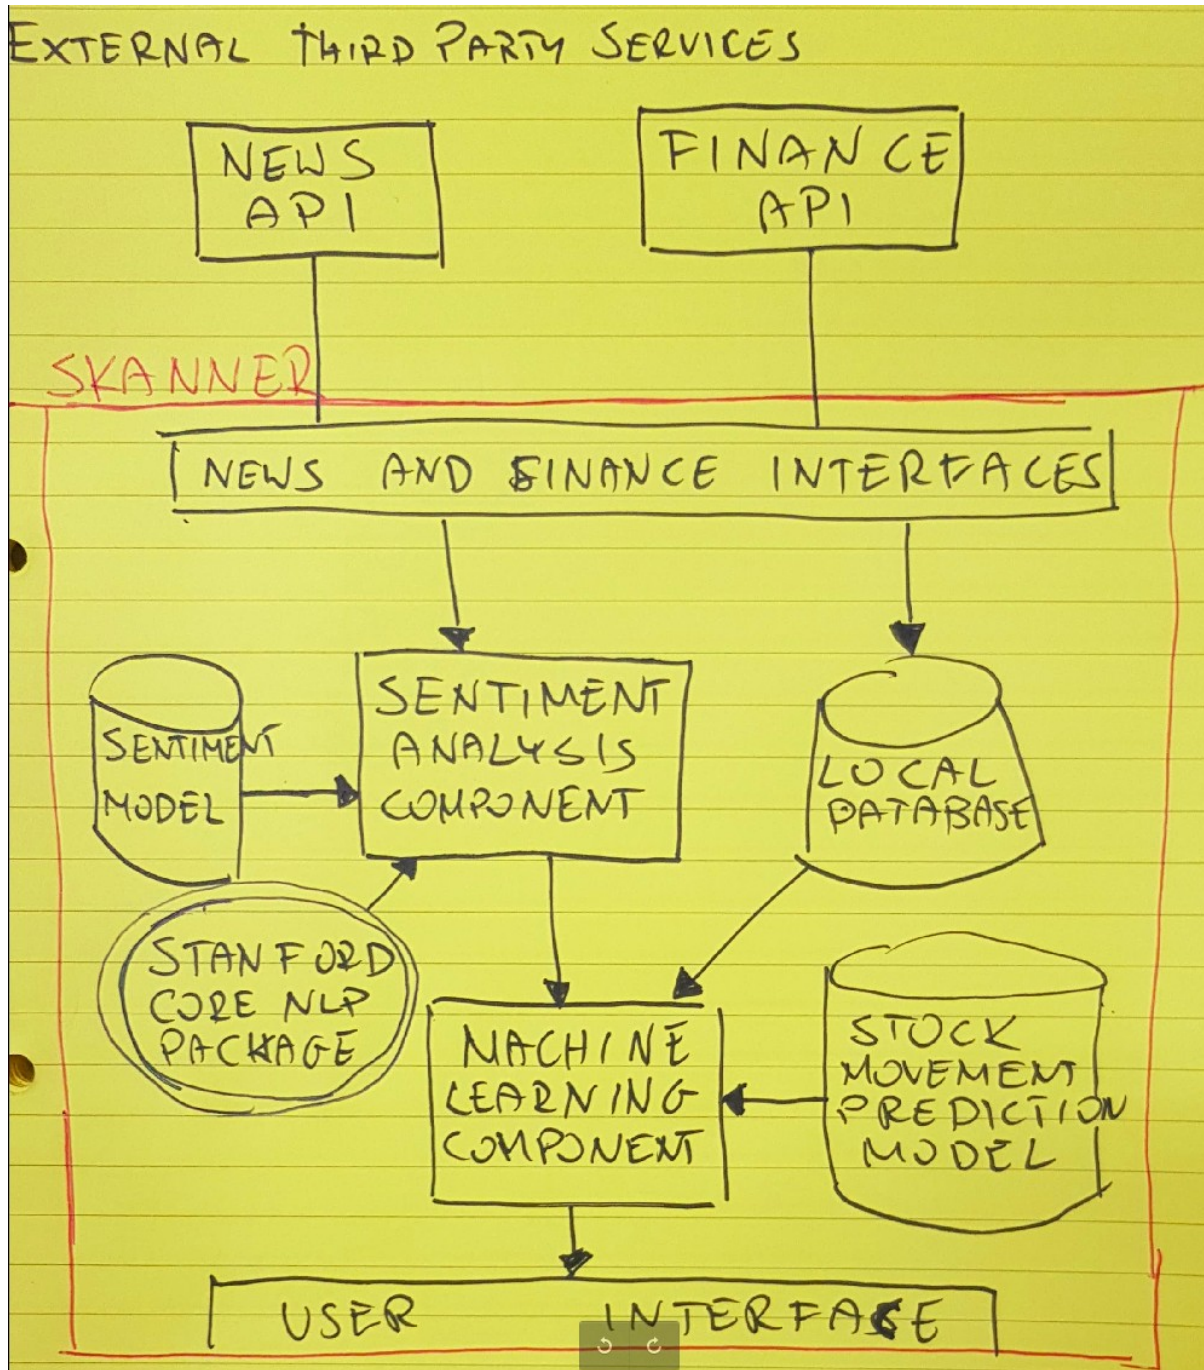 EXTERNAL THIRD PARTY SERVICES
NEWS
API
FINANCE
API
SKANNER
NEWS AND FINANCE INTERFACES
SENTIMENT
MODEL
SENTIMENT
ANALYSIS
COMPONENT
LOCAL
DATABASE
STANFORD
CORE NLP
PACKAGE
MACHINE
LEARNING
COMPONENT
STOCK
MOVEMENT
PREDICTION
MODEL
USER INTERFACE